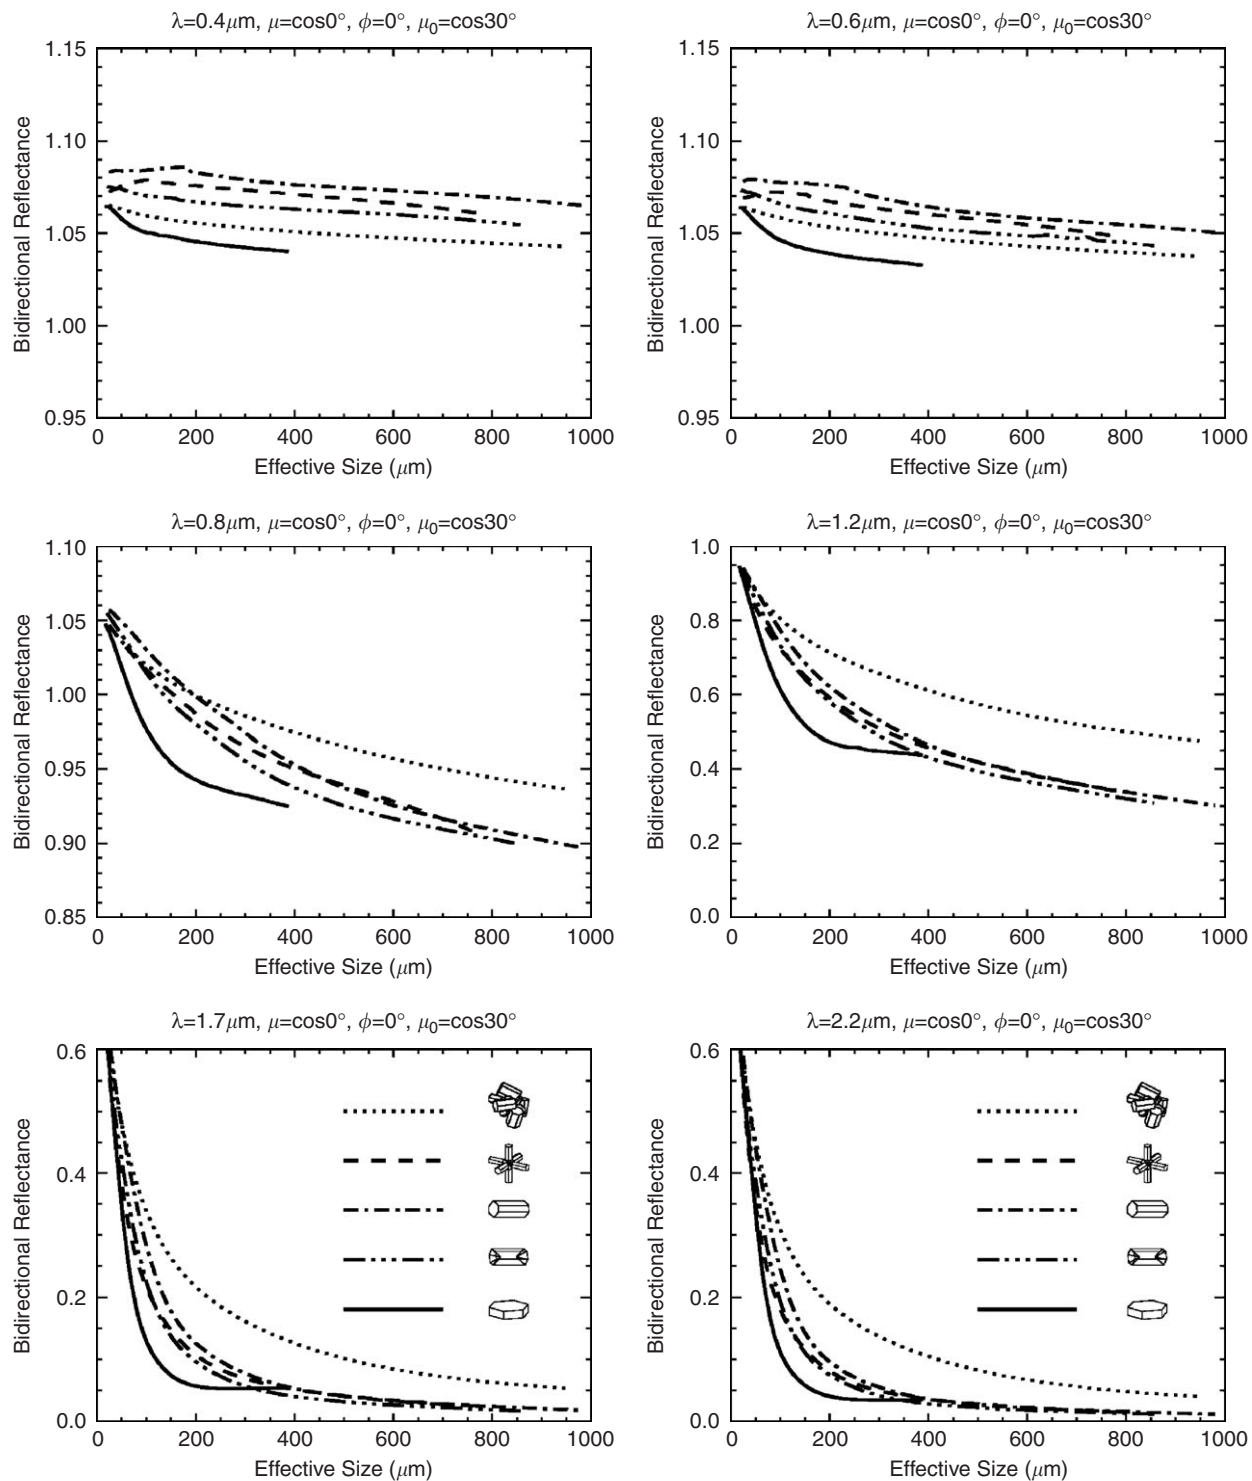 λ=0.4μm, μ=cos0°, ϕ=0°, μ₀=cos30°
1.15
1.10
1.05
1.00
0.95
Bidirectional Reflectance
0 200 400 600 800 1000
Effective Size (μm)
λ=0.6μm, μ=cos0°, ϕ=0°, μ₀=cos30°
1.15
1.10
1.05
1.00
0.95
Bidirectional Reflectance
0 200 400 600 800 1000
Effective Size (μm)
λ=0.8μm, μ=cos0°, ϕ=0°, μ₀=cos30°
1.10
1.05
1.00
0.95
0.90
0.85
Bidirectional Reflectance
0 200 400 600 800 1000
Effective Size (μm)
λ=1.2μm, μ=cos0°, ϕ=0°, μ₀=cos30°
1.0
0.8
0.6
0.4
0.2
0.0
Bidirectional Reflectance
0 200 400 600 800 1000
Effective Size (μm)
λ=1.7μm, μ=cos0°, ϕ=0°, μ₀=cos30°
0.6
0.4
0.2
0.0
Bidirectional Reflectance
0 200 400 600 800 1000
Effective Size (μm)
λ=2.2μm, μ=cos0°, ϕ=0°, μ₀=cos30°
0.6
0.4
0.2
0.0
Bidirectional Reflectance
0 200 400 600 800 1000
Effective Size (μm)